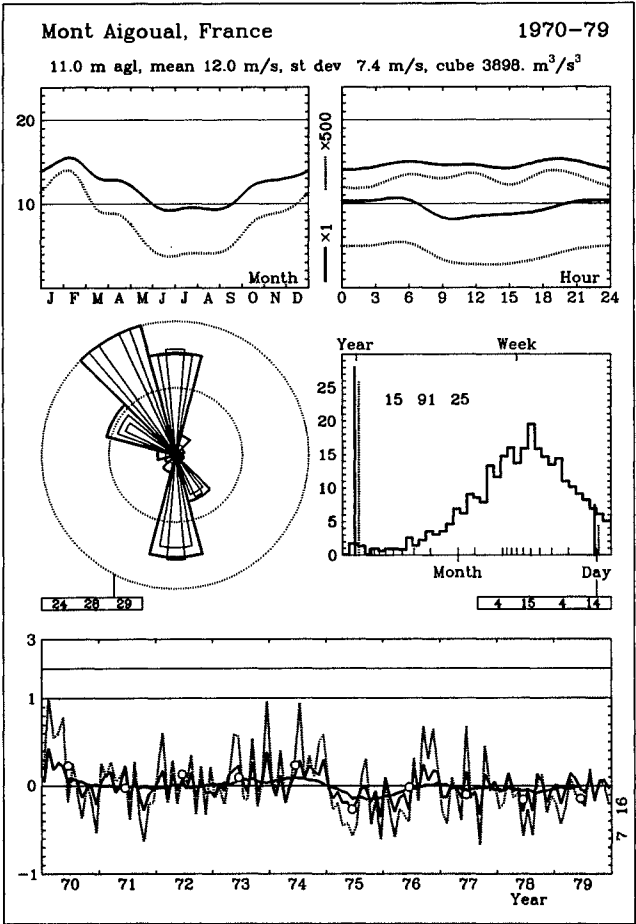 Mont Aigoual, France 1970-79
11.0 m agl, mean 12.0 m/s, st dev 7.4 m/s, cube 3898. m³/s³
20
10
J F M A M J J A S O N D
Month
×1 ×500
0 3 6 9 12 15 18 21 24
Hour
24 28 29
Year Week
25
20
15
10
5
0
15 91 25
Month Day
4 15 4 14
3
1
0
-1
70 71 72 73 74 75 76 77 78 79
Year
7 16